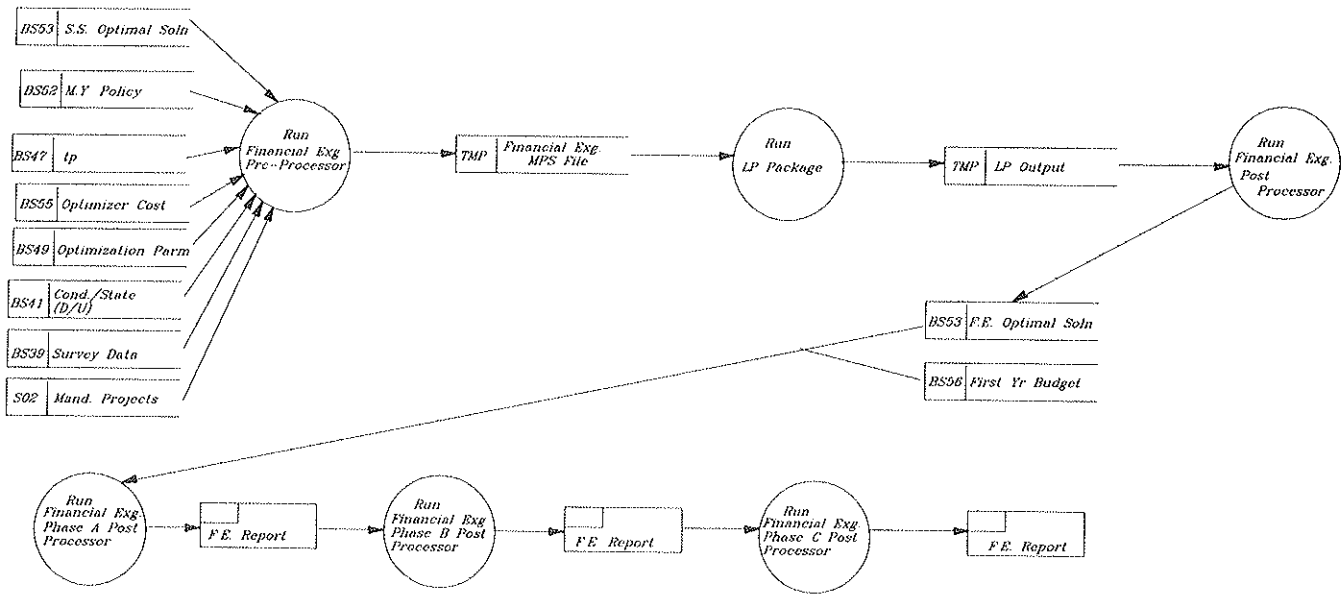 BS53 S.S. Optimal Soln
BS52 M.Y Policy
BS47 tp
BS55 Optimizer Cost
BS49 Optimization Parm
BS41 Cond./State
(D/U)
BS39 Survey Data
S02 Mand. Projects
Run
Financial Exg
Pre-Processor
TMP Financial Exg.
MPS File
Run
LP Package
TMP LP Output
Run
Financial Exg.
Post
Processor
BS53 F.E. Optimal Soln
BS56 First Yr Budget
Run
Financial Exg.
Phase A Post
Processor
F.E. Report
Run
Financial Exg
Phase B Post
Processor
F.E. Report
Run
Financial Exg.
Phase C Post
Processor
F.E. Report